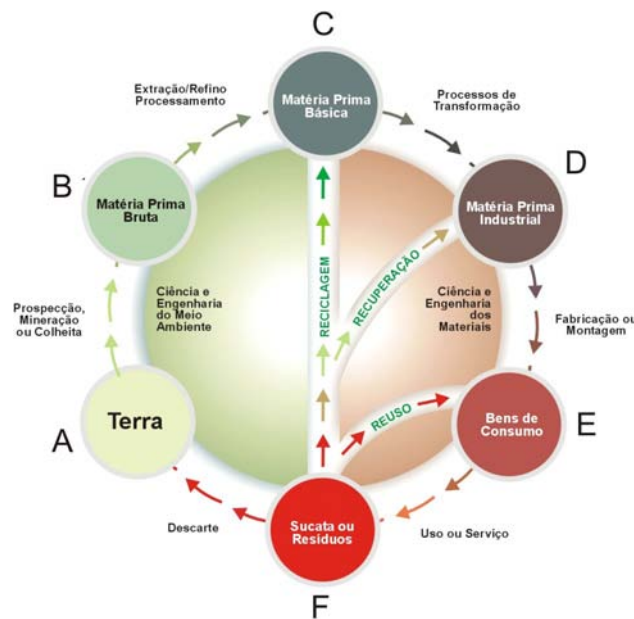 C
Extração/Refino
Processamento
Matéria Prima
Básica
Processos de
Transformação
B
D
Matéria Prima
Bruta
Matéria Prima
Industrial
RECICLAGEM
RECUPERAÇÃO
Prospecção,
Mineração
ou Colheita
Ciência e
Engenharia
do Meio
Ambiente
Ciência e
Engenharia
dos
Materiais
Fabricação ou
Montagem
A
Terra
REUSO
Bens de
Consumo
E
Descarte
Sucata ou
Resíduos
Uso ou Serviço
F